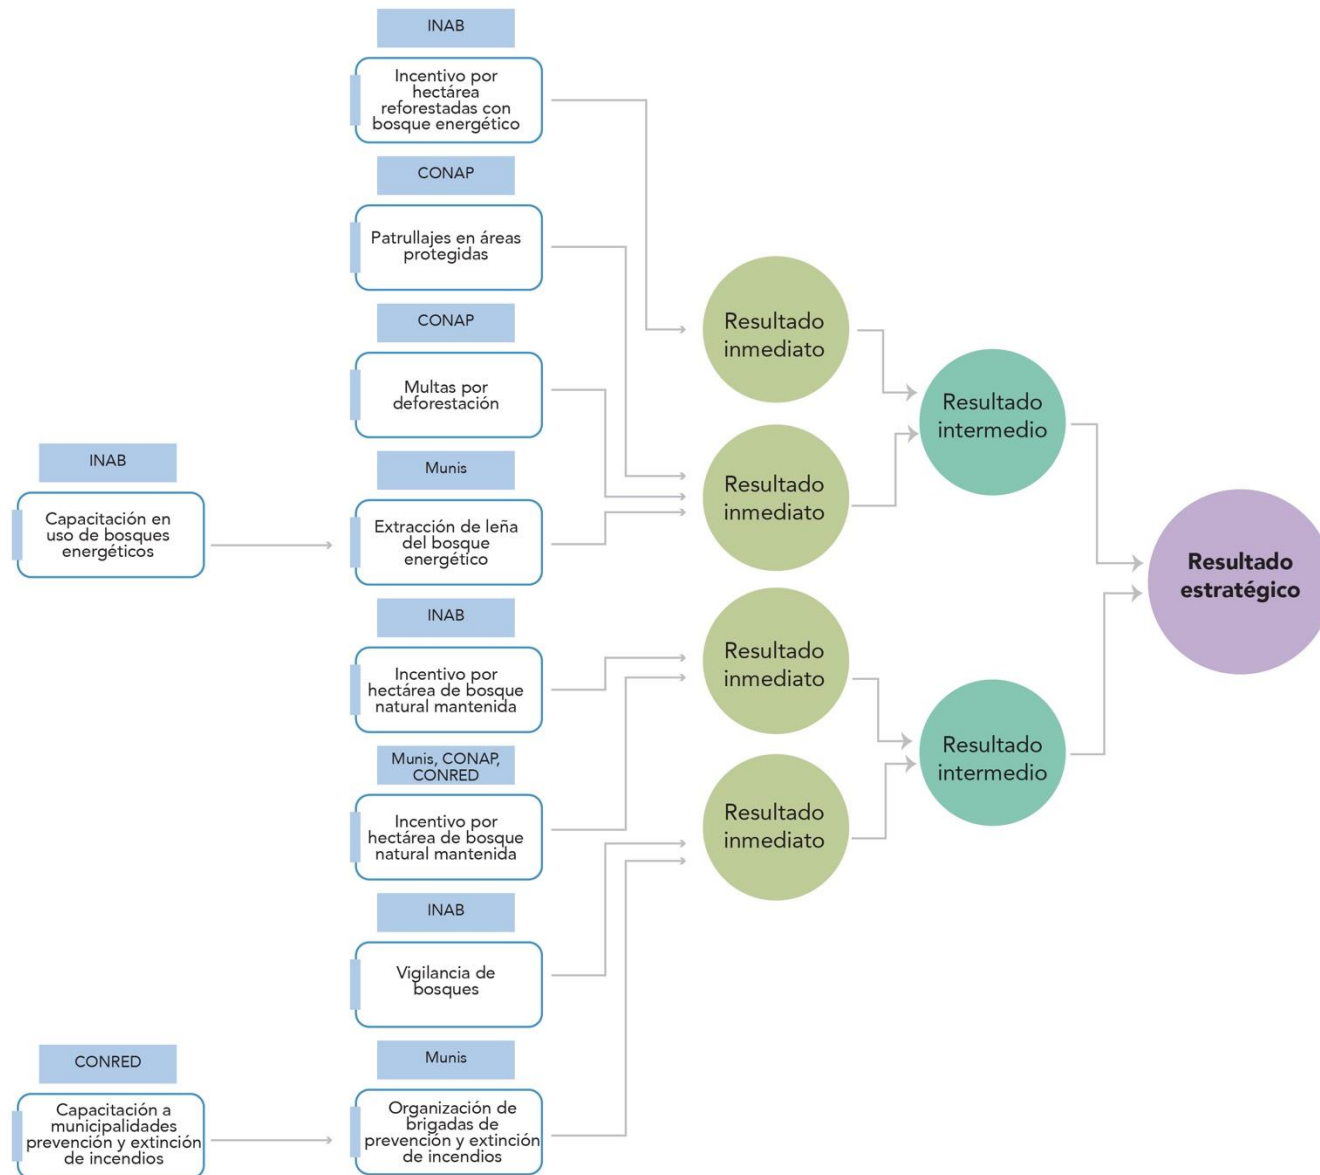 INAB
Incentivo por
hectárea
reforestadas con
bosque energético
CONAP
Patrullajes en áreas
protegidas
CONAP
Multas por
deforestación
INAB
Capacitación en
uso de bosques
energéticos
Munis
Extracción de leña
del bosque
energético
INAB
Incentivo por
hectárea de bosque
natural mantenida
Munis, CONAP,
CONRED
Incentivo por
hectárea de bosque
natural mantenida
INAB
Vigilancia de
bosques
CONRED
Capacitación a
municipalidades
prevención y extinción
de incendios
Munis
Organización de
brigadas de
prevención y extinción
de incendios
Resultado
inmediato
Resultado
inmediato
Resultado
inmediato
Resultado
inmediato
Resultado
intermedio
Resultado
intermedio
Resultado
estratégico